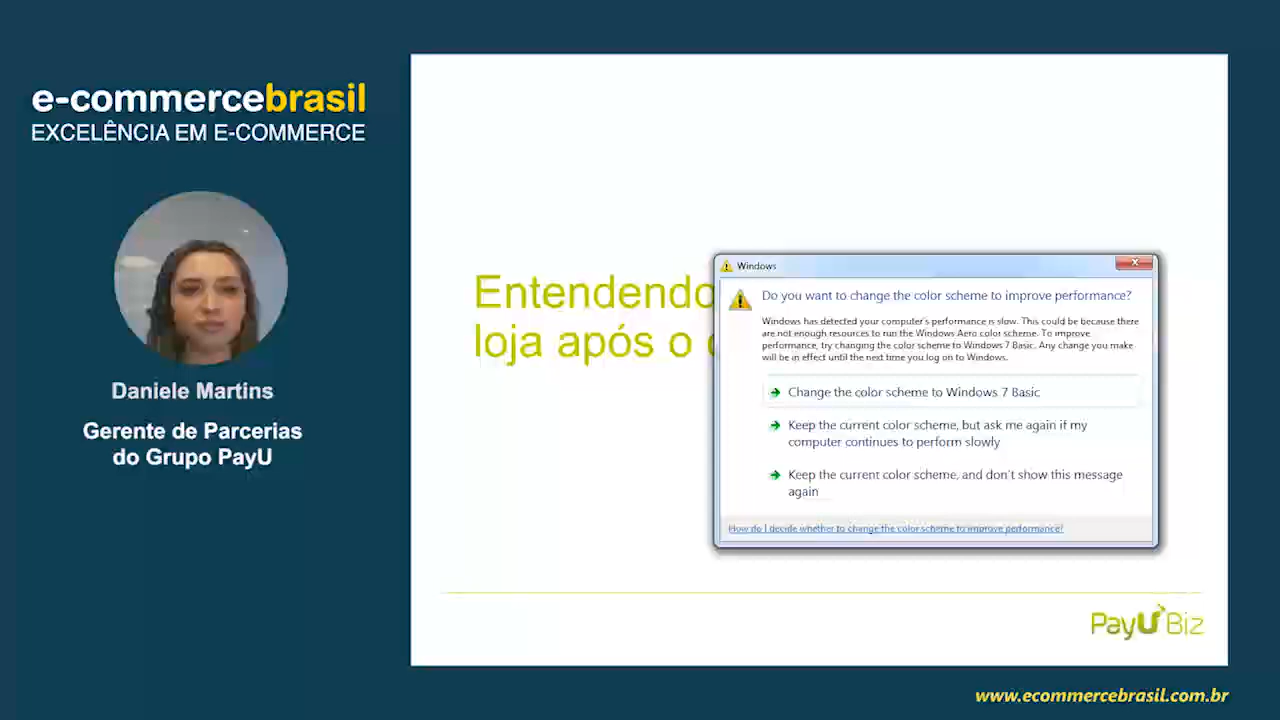 e-commercebrasil
EXCELÊNCIA EM E-COMMERCE
Daniele Martins
Gerente de Parcerias
do Grupo PayU
Entendendo
loja após o
Windows
Do you want to change the color scheme to improve performance?
Windows has detected your computer's performance is slow. This could be because there
are not enough resources to run the Windows Aero color scheme. To improve
performance, try changing the color scheme to Windows 7 Basic. Any change you make
will be in effect until the next time you log on to Windows.
Change the color scheme to Windows 7 Basic
Keep the current color scheme, but ask me again if my
computer continues to perform slowly
Keep the current color scheme, and don't show this message
again
How do I decide whether to change the color scheme to improve performance?
PayU Biz
www.ecommercebrasil.com.br